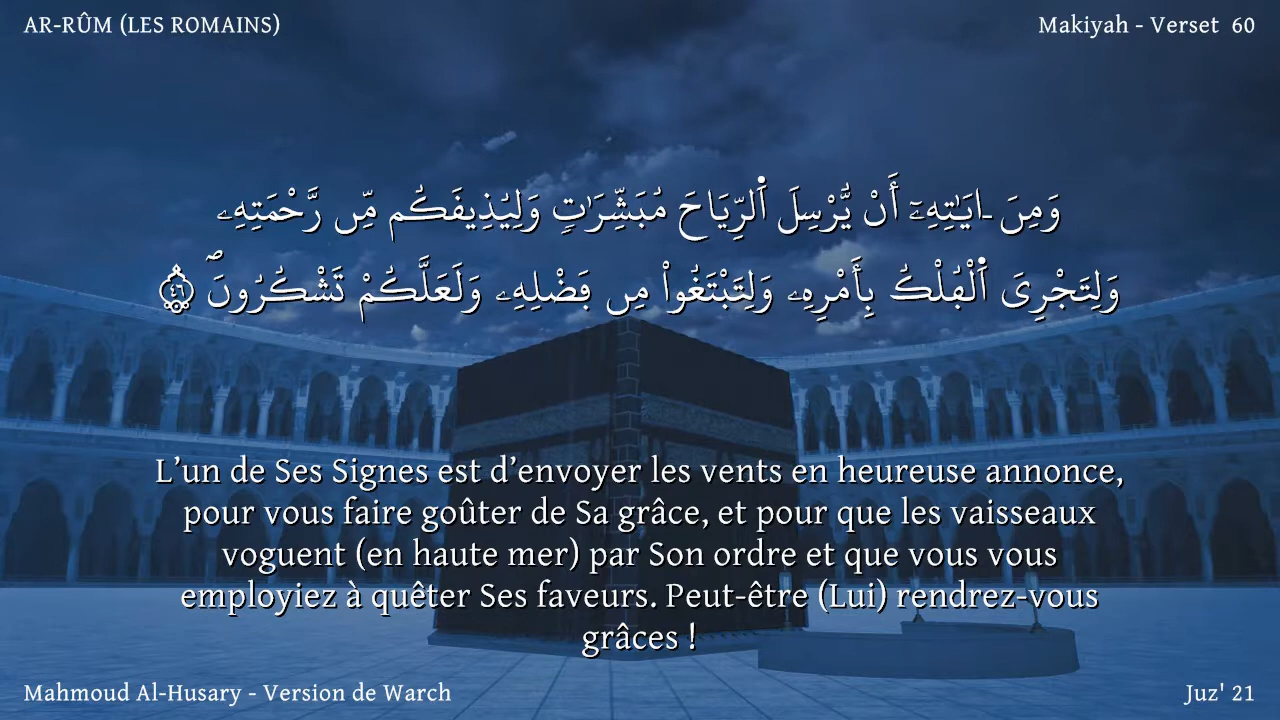 AR-RÛM (LES ROMAINS)
Makiyah - Verset 60
وَمِنَ ـ۬ايَٰتِهِۦٓ أَنْ يُّرْسِلَ اَ۬لرِّيَاحَ مُبَشِّرَٰتٖ وَلِيُذِيقَكُم مِّن رَّحْمَتِهِۦ
وَلِتَجْرِيَ اَ۬لْفُلْكُ بِأَمْرِهِۦ وَلِتَبْتَغُواْ مِن فَضْلِهِۦ وَلَعَلَّكُمْ تَشْكُرُونَۖ ٤٦
L’un de Ses Signes est d’envoyer les vents en heureuse annonce,
pour vous faire goûter de Sa grâce, et pour que les vaisseaux
voguent (en haute mer) par Son ordre et que vous vous
employiez à quêter Ses faveurs. Peut-être (Lui) rendrez-vous
grâces !
Mahmoud Al-Husary - Version de Warch
Juz' 21